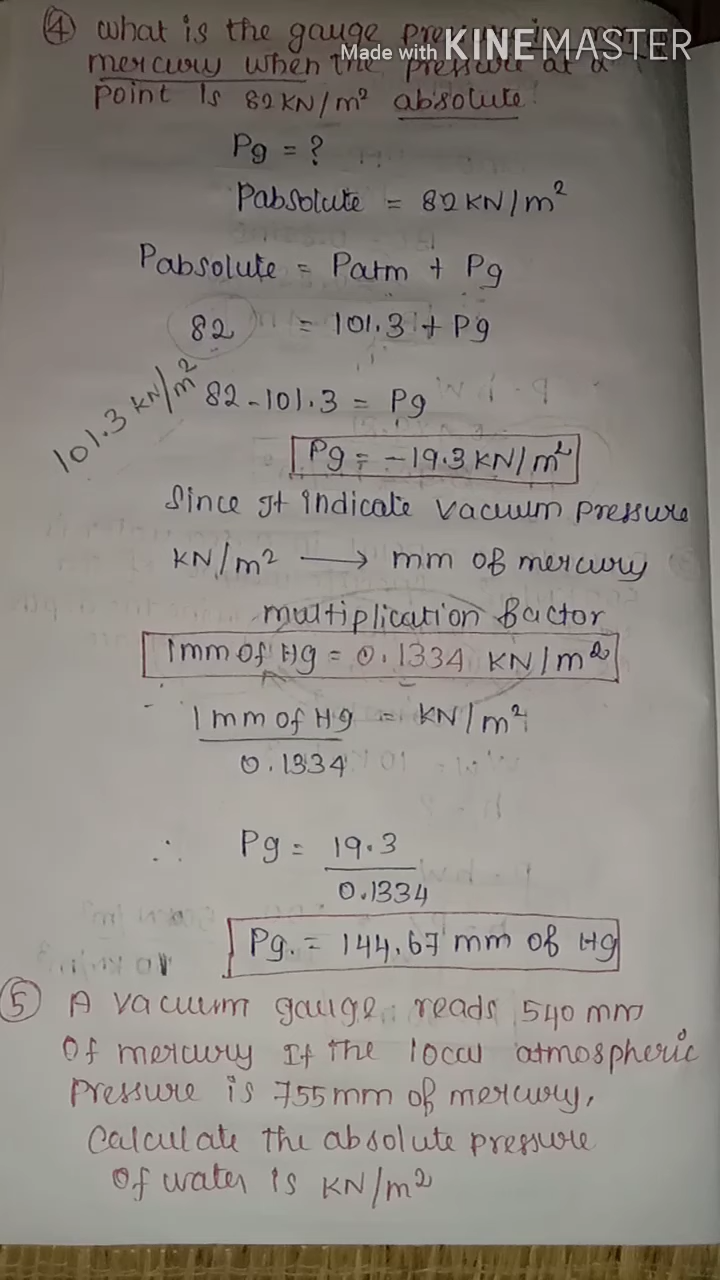 ④ What is the gauge
Made with KINEMASTER
mercury when the pressure at a
point is 82 KN/m² absolute.
Pg = ?
Pabsolute = 82 KN/m²
Pabsolute = Patm + Pg
82 = 101.3 + Pg
101.3 KN/m²
82-101.3 = Pg
Pg = -19.3 KN/m²
Since It indicate vacuum pressure
KN/m² ⟶ mm of mercury
multiplication factor
1mm of Hg = 0.1334 KN/m²
1 mm of Hg / 0.1334 = KN/m²
∴ Pg = 19.3 / 0.1334
Pg. = 144.67 mm of Hg
⑤ A vacuum gauge reads 540 mm
Of mercury If the local atmospheric
pressure is 755 mm of mercury,
Calculate the absolute pressure
Of water is KN/m²